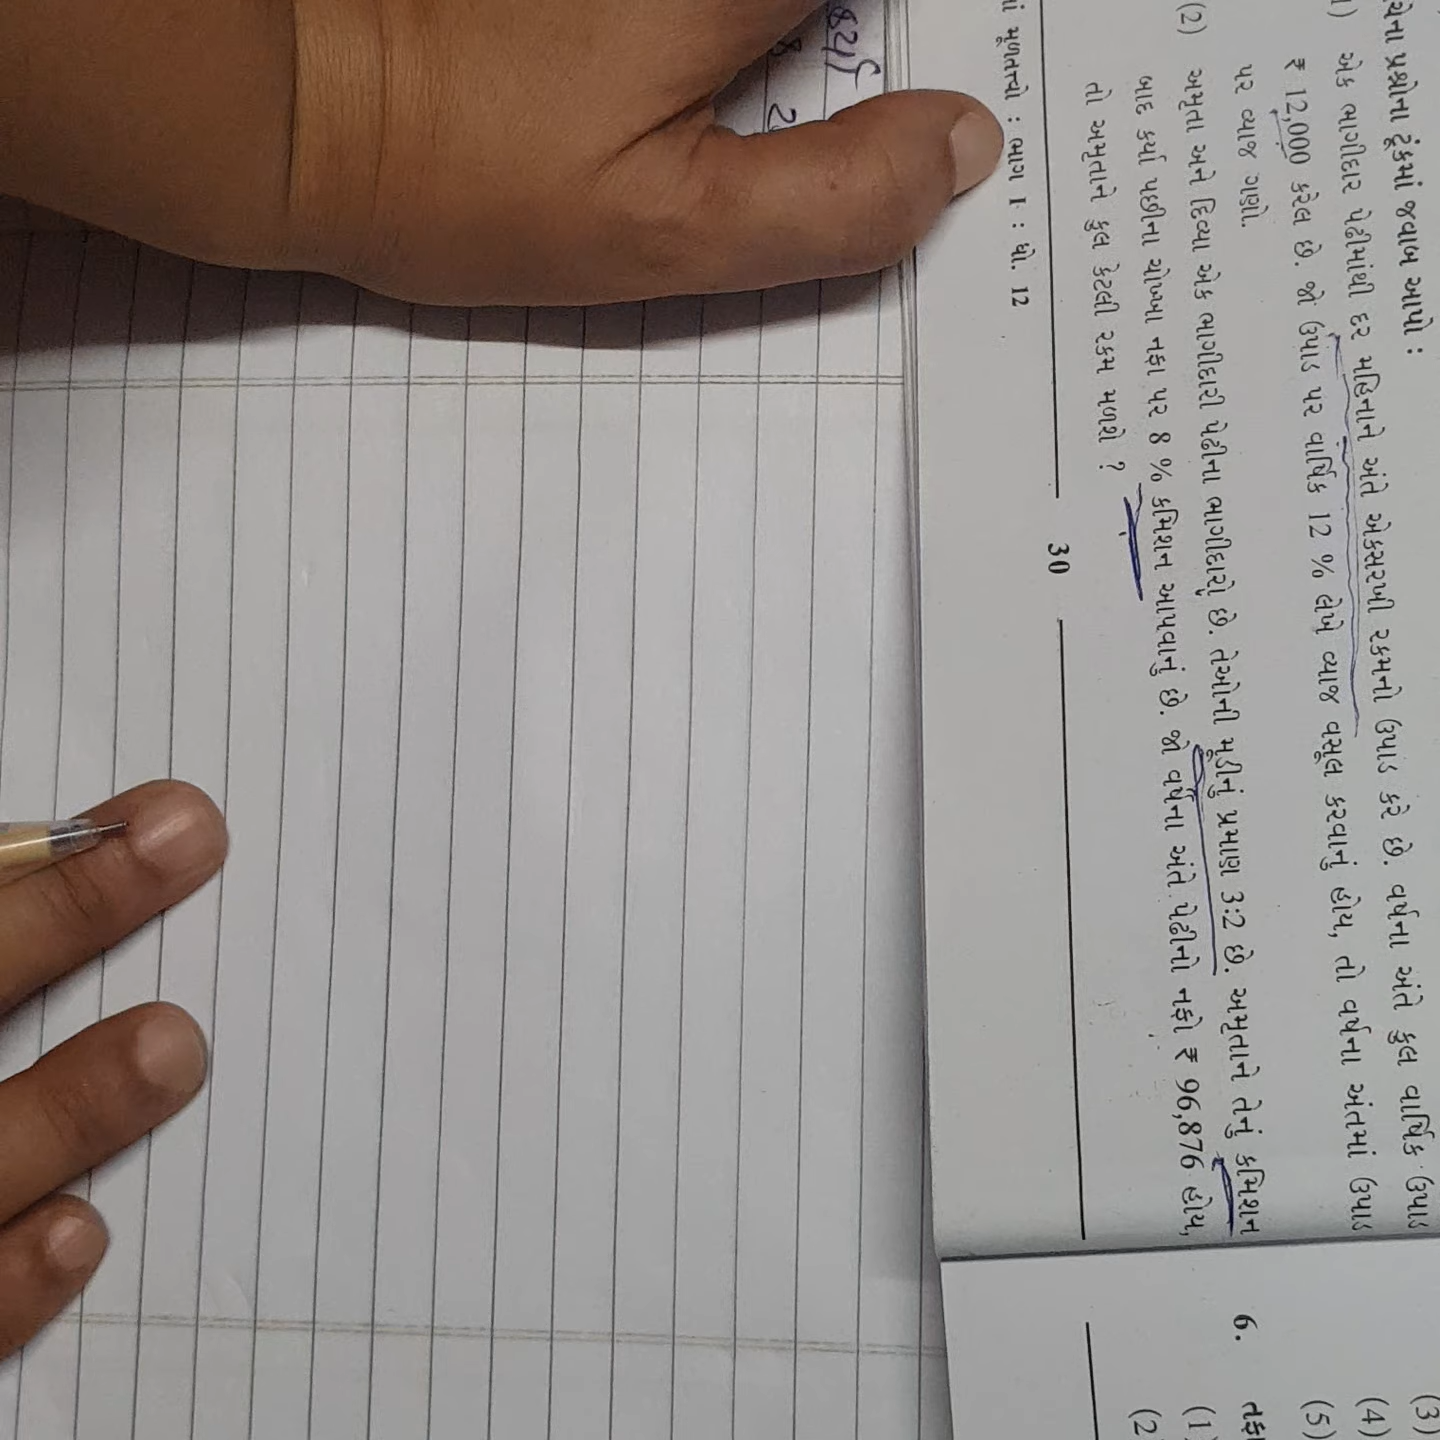 પ્રશ્નોના ટૂંકમાં જવાબ આપો :
એક ભાગીદાર પેઢીમાંથી દર મહિનાને અંતે એકસરખી રકમનો ઉપાડ કરે છે. વર્ષના અંતે કુલ વાર્ષિક ઉપાડ
₹ 12,000 કરેલ છે. જો ઉપાડ પર વાર્ષિક 12 % લેખે વ્યાજ વસૂલ કરવાનું હોય, તો વર્ષના અંતમાં ઉપાડ
પર વ્યાજ ગણો.
(2) અમુતા અને દિવ્યા એક ભાગીદારી પેઢીના ભાગીદારો છે. તેઓની મૂડીનું પ્રમાણ 3:2 છે. અમુતાને તેનું કમિશન
બાદ કર્યા પછીના ચોખ્ખા નફા પર 8 % કમિશન આપવાનું છે. જો વર્ષના અંતે પેઢીનો નફો ₹ 96,876 હોય,
તો અમુતાને કુલ કેટલી રકમ મળશે ?
30
મૂળતત્ત્વો : ભાગ I : ધો. 12
(3)
(4)
(5)
6.
(1)
(2